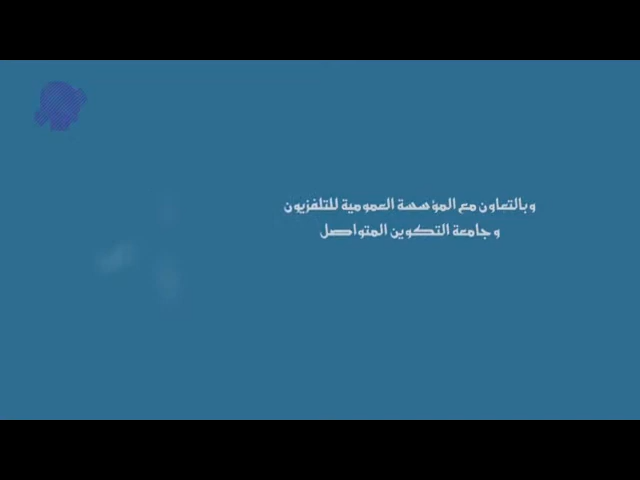 وبالتعاون مع المؤسسة العمومية للتلفزيون
وجامعة التكوين المتواصل